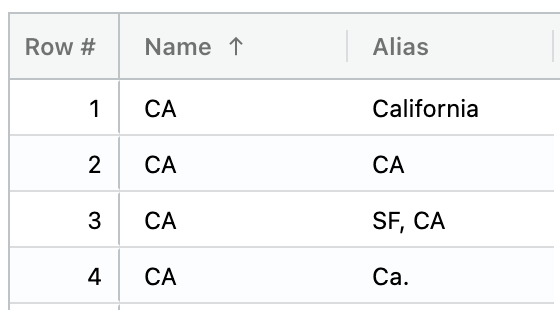 Row # Name ↑ Alias
1 CA California
2 CA CA
3 CA SF, CA
4 CA Ca.